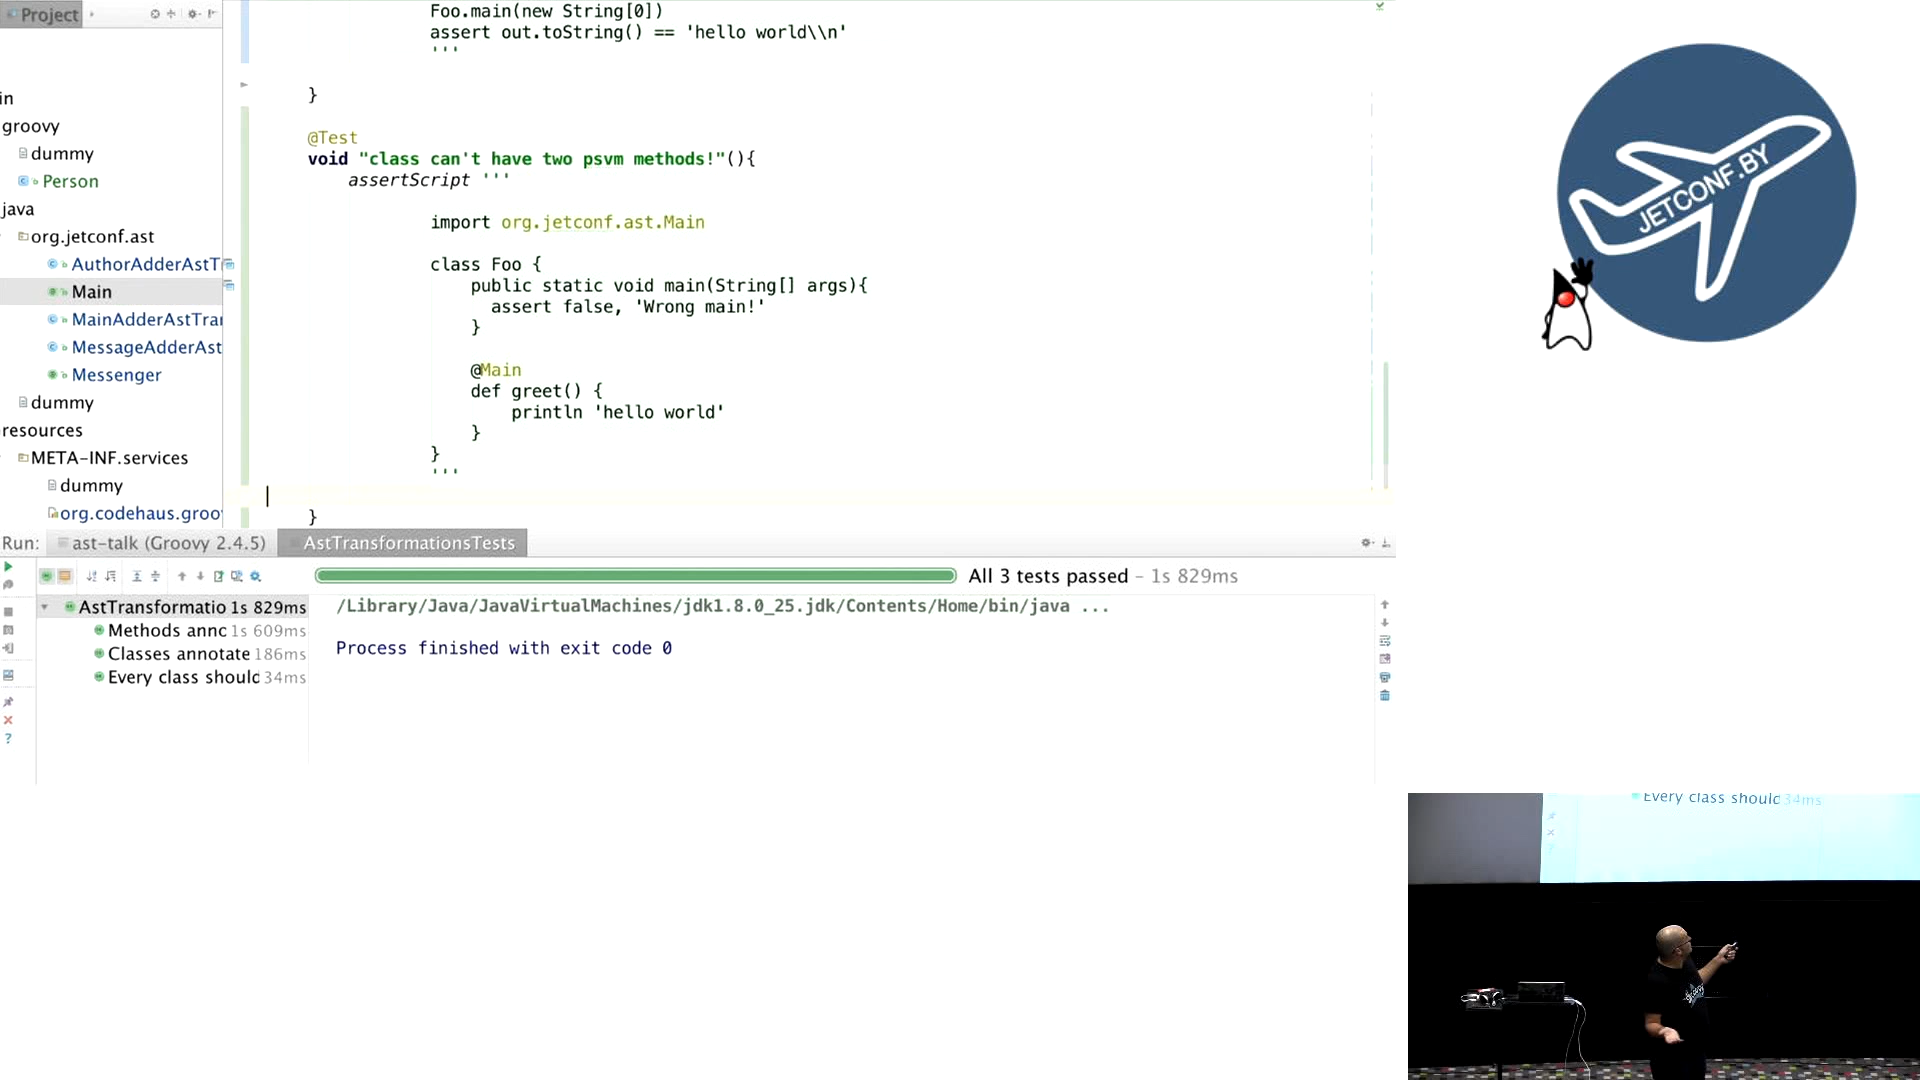 Project
in
groovy
dummy
Person
java
org.jetconf.ast
AuthorAdderAstT
Main
MainAdderAstTrar
MessageAdderAst
Messenger
dummy
resources
META-INF.services
dummy
org.codehaus.groo
Foo.main(new String[0])
assert out.toString() == 'hello world\\n'
'''
}
@Test
void "class can't have two psvm methods!"(){
assertScript '''
import org.jetconf.ast.Main
class Foo {
public static void main(String[] args){
assert false, 'Wrong main!'
}
@Main
def greet() {
println 'hello world'
}
}
'''
}
Run: ast-talk (Groovy 2.4.5) AstTransformationsTests
All 3 tests passed – 1s 829ms
AstTransformatio 1s 829ms
Methods annc 1s 609ms
Classes annotate 186ms
Every class should 34ms
/Library/Java/JavaVirtualMachines/jdk1.8.0_25.jdk/Contents/Home/bin/java ...
Process finished with exit code 0
JETCONF.BY
Every class should 34ms